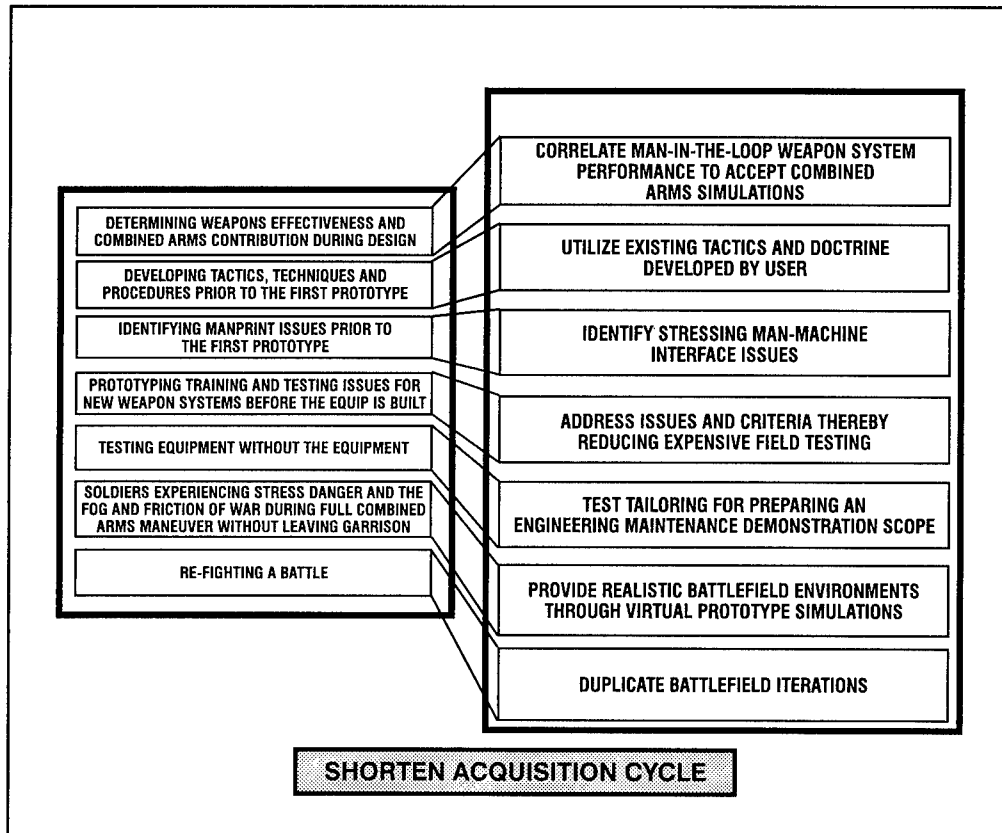 DETERMINING WEAPONS EFFECTIVENESS AND
COMBINED ARMS CONTRIBUTION DURING DESIGN
DEVELOPING TACTICS, TECHNIQUES AND
PROCEDURES PRIOR TO THE FIRST PROTOTYPE
IDENTIFYING MANPRINT ISSUES PRIOR TO
THE FIRST PROTOTYPE
PROTOTYPING TRAINING AND TESTING ISSUES FOR
NEW WEAPON SYSTEMS BEFORE THE EQUIP IS BUILT
TESTING EQUIPMENT WITHOUT THE EQUIPMENT
SOLDIERS EXPERIENCING STRESS DANGER AND THE
FOG AND FRICTION OF WAR DURING FULL COMBINED
ARMS MANEUVER WITHOUT LEAVING GARRISON
RE-FIGHTING A BATTLE
CORRELATE MAN-IN-THE-LOOP WEAPON SYSTEM
PERFORMANCE TO ACCEPT COMBINED
ARMS SIMULATIONS
UTILIZE EXISTING TACTICS AND DOCTRINE
DEVELOPED BY USER
IDENTIFY STRESSING MAN-MACHINE
INTERFACE ISSUES
ADDRESS ISSUES AND CRITERIA THEREBY
REDUCING EXPENSIVE FIELD TESTING
TEST TAILORING FOR PREPARING AN
ENGINEERING MAINTENANCE DEMONSTRATION SCOPE
PROVIDE REALISTIC BATTLEFIELD ENVIRONMENTS
THROUGH VIRTUAL PROTOTYPE SIMULATIONS
DUPLICATE BATTLEFIELD ITERATIONS
SHORTEN ACQUISITION CYCLE